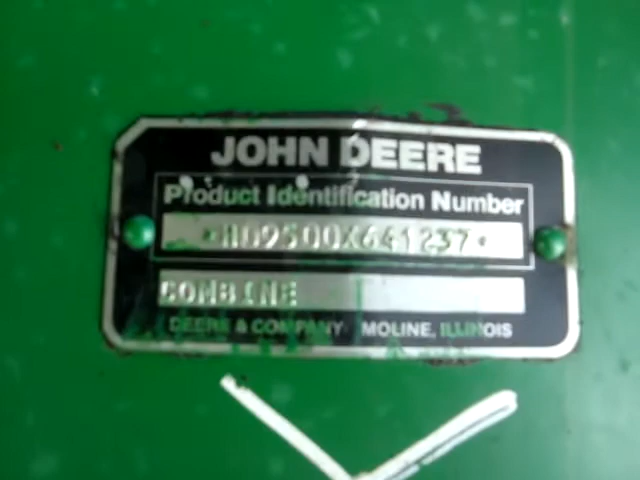 JOHN DEERE
Product Identification Number
*H09500X641237*
COMBINE
DEERE & COMPANY MOLINE, ILLINOIS